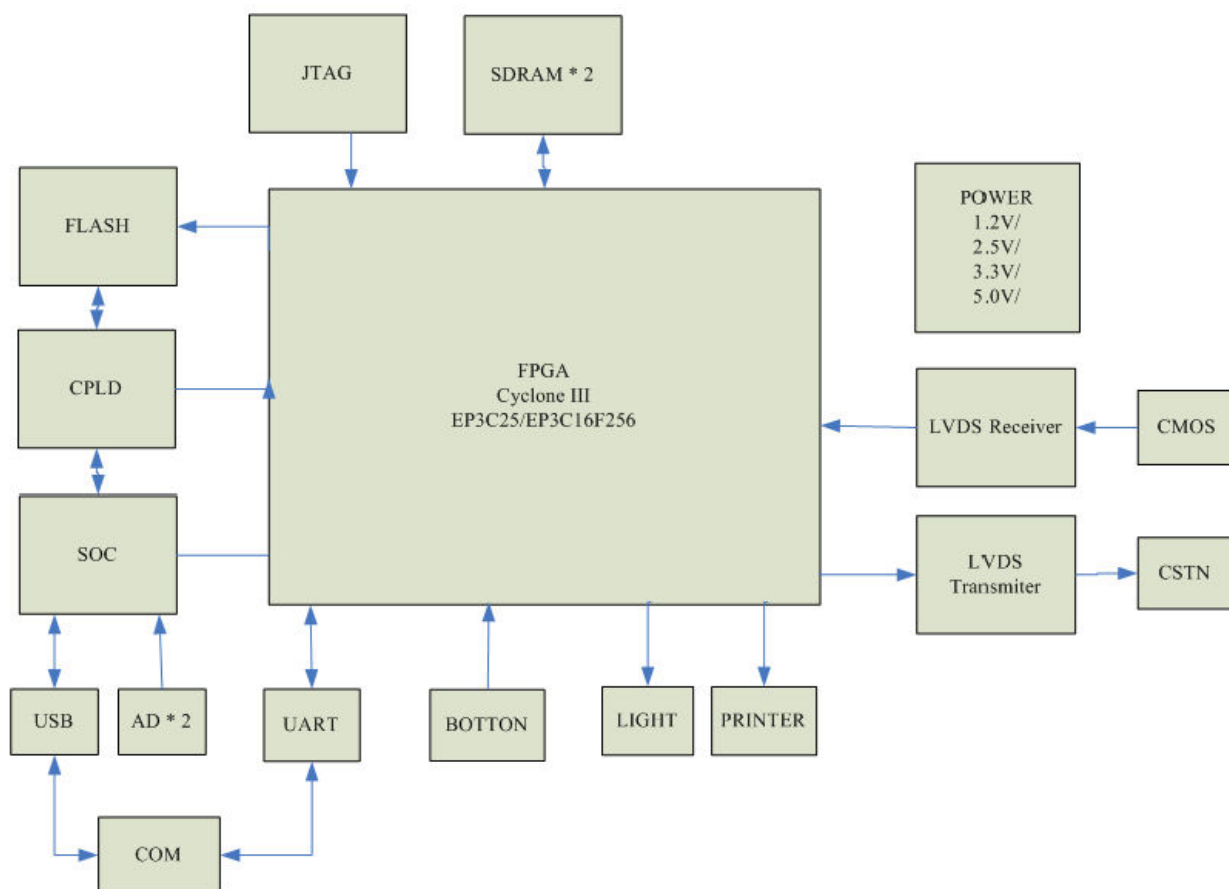 JTAG
SDRAM * 2
FLASH
POWER
1.2V/
2.5V/
3.3V/
5.0V/
CPLD
FPGA
Cyclone III
EP3C25/EP3C16F256
LVDS Receiver
CMOS
SOC
LVDS
Transmiter
CSTN
USB
AD * 2
UART
BOTTON
LIGHT
PRINTER
COM